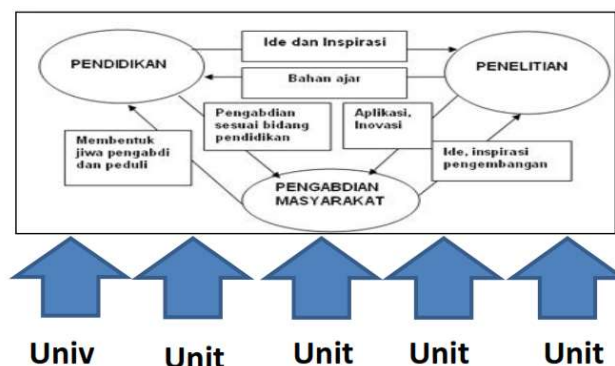 Ide dan Inspirasi
PENDIDIKAN
PENELITIAN
Bahan ajar
Membentuk
jiwa pengabdi
dan peduli
Pengabdian
sesuai bidang
pendidikan
Aplikasi,
Inovasi
Ide, inspirasi
pengembangan
PENGABDIAN
MASYARAKAT
Univ Unit Unit Unit Unit